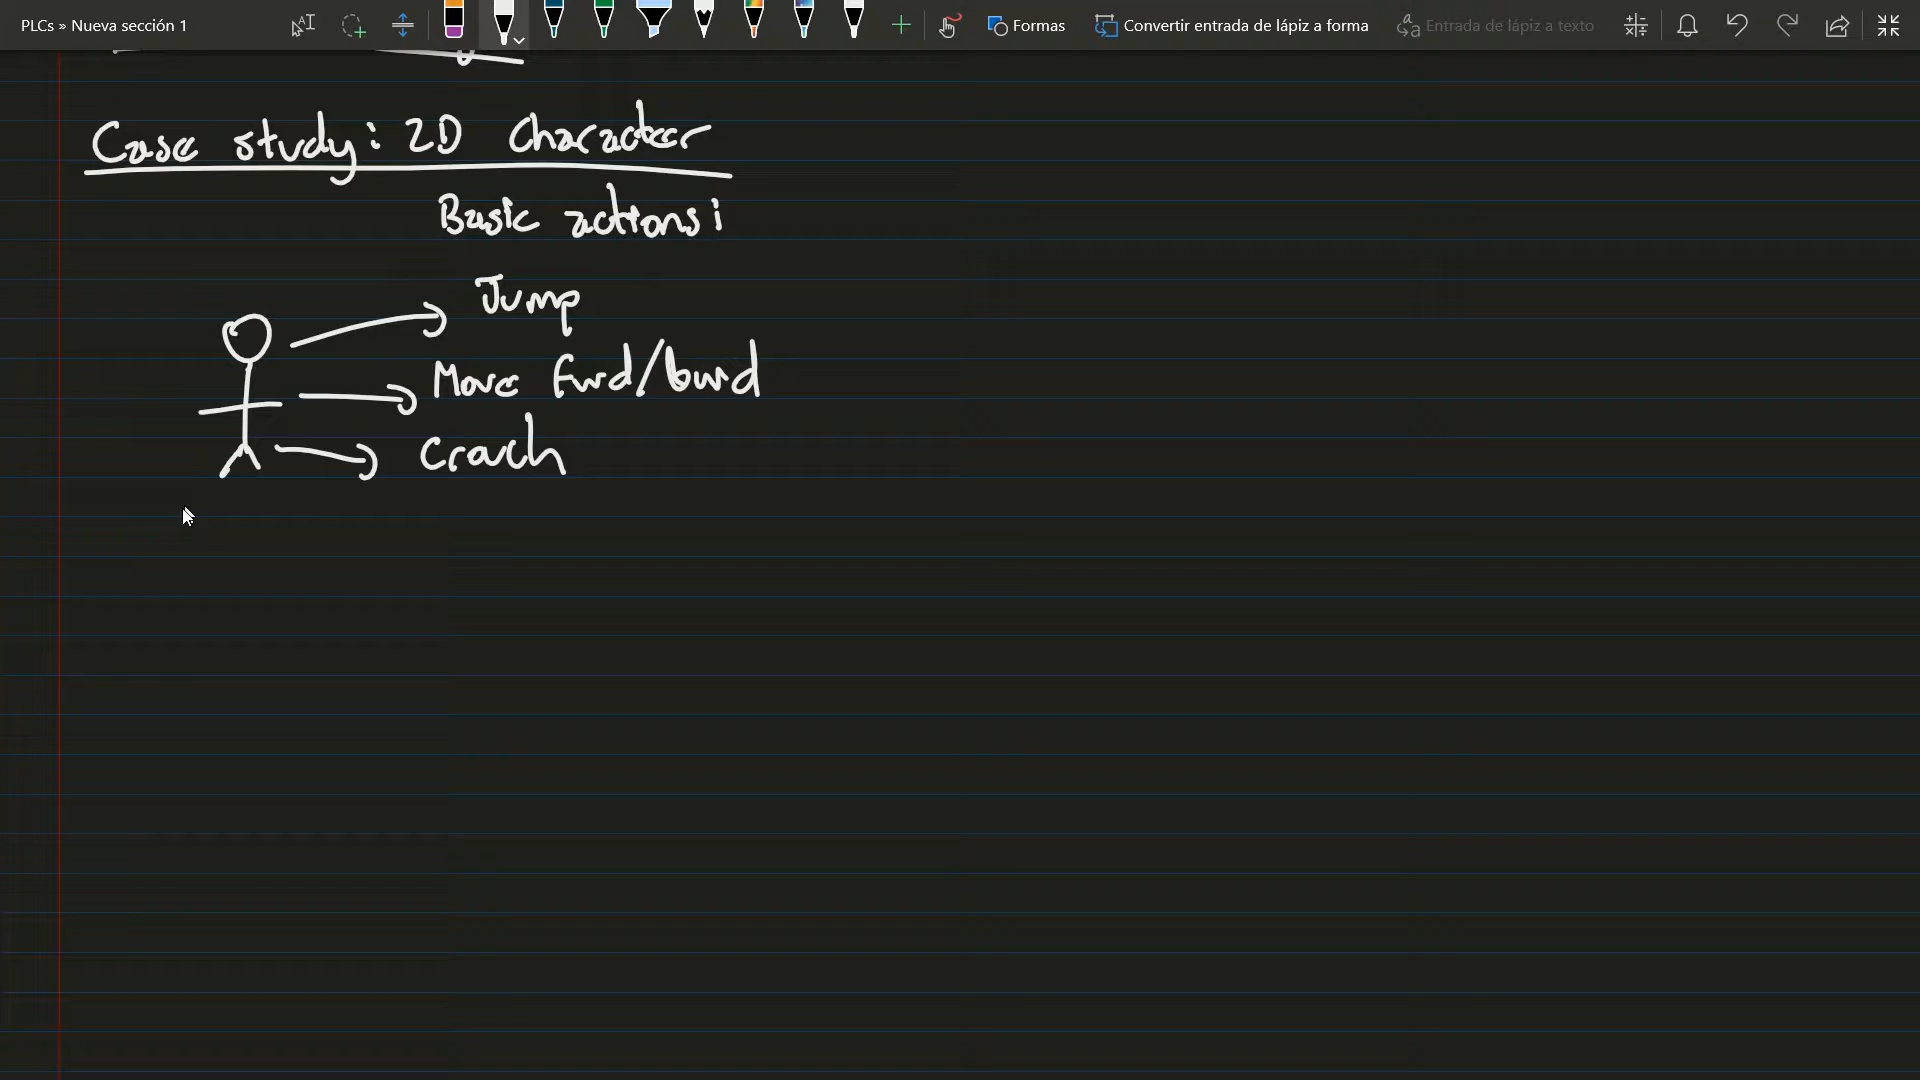 PLCs » Nueva sección 1
Formas
Convertir entrada de lápiz a forma
Entrada de lápiz a texto
Case study: 2D Character
Basic actions:
Jump
Move fwd/bwd
Crouch